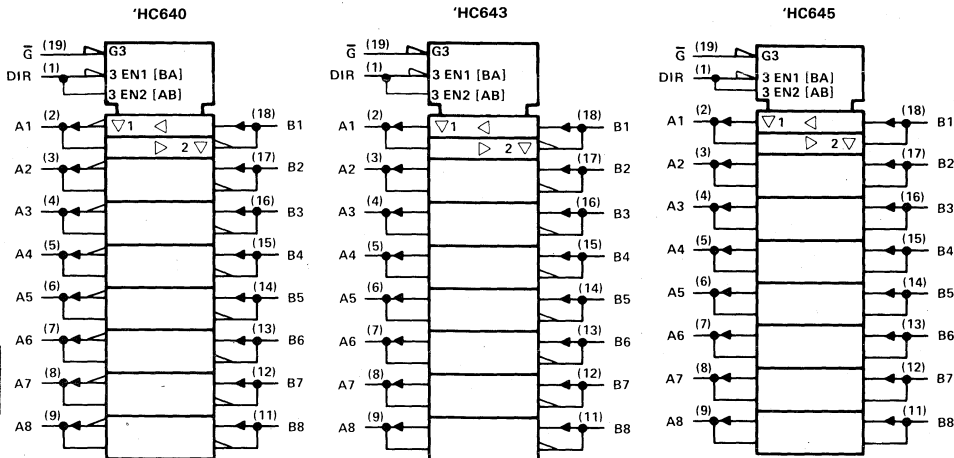 'HC640
G̅ (19) G3
DIR (1) 3 EN1 [BA]
3 EN2 [AB]
A1 (2) ▽1 ◁ (18) B1
▷ 2▽
A2 (3) (17) B2
A3 (4) (16) B3
A4 (5) (15) B4
A5 (6) (14) B5
A6 (7) (13) B6
A7 (8) (12) B7
A8 (9) (11) B8
'HC643
G̅ (19) G3
DIR (1) 3 EN1 [BA]
3 EN2 [AB]
A1 (2) ▽1 ◁ (18) B1
▷ 2▽
A2 (3) (17) B2
A3 (4) (16) B3
A4 (5) (15) B4
A5 (6) (14) B5
A6 (7) (13) B6
A7 (8) (12) B7
A8 (9) (11) B8
'HC645
G̅ (19) G3
DIR (1) 3 EN1 [BA]
3 EN2 [AB]
A1 (2) ▽1 ◁ (18) B1
▷ 2▽
A2 (3) (17) B2
A3 (4) (16) B3
A4 (5) (15) B4
A5 (6) (14) B5
A6 (7) (13) B6
A7 (8) (12) B7
A8 (9) (11) B8